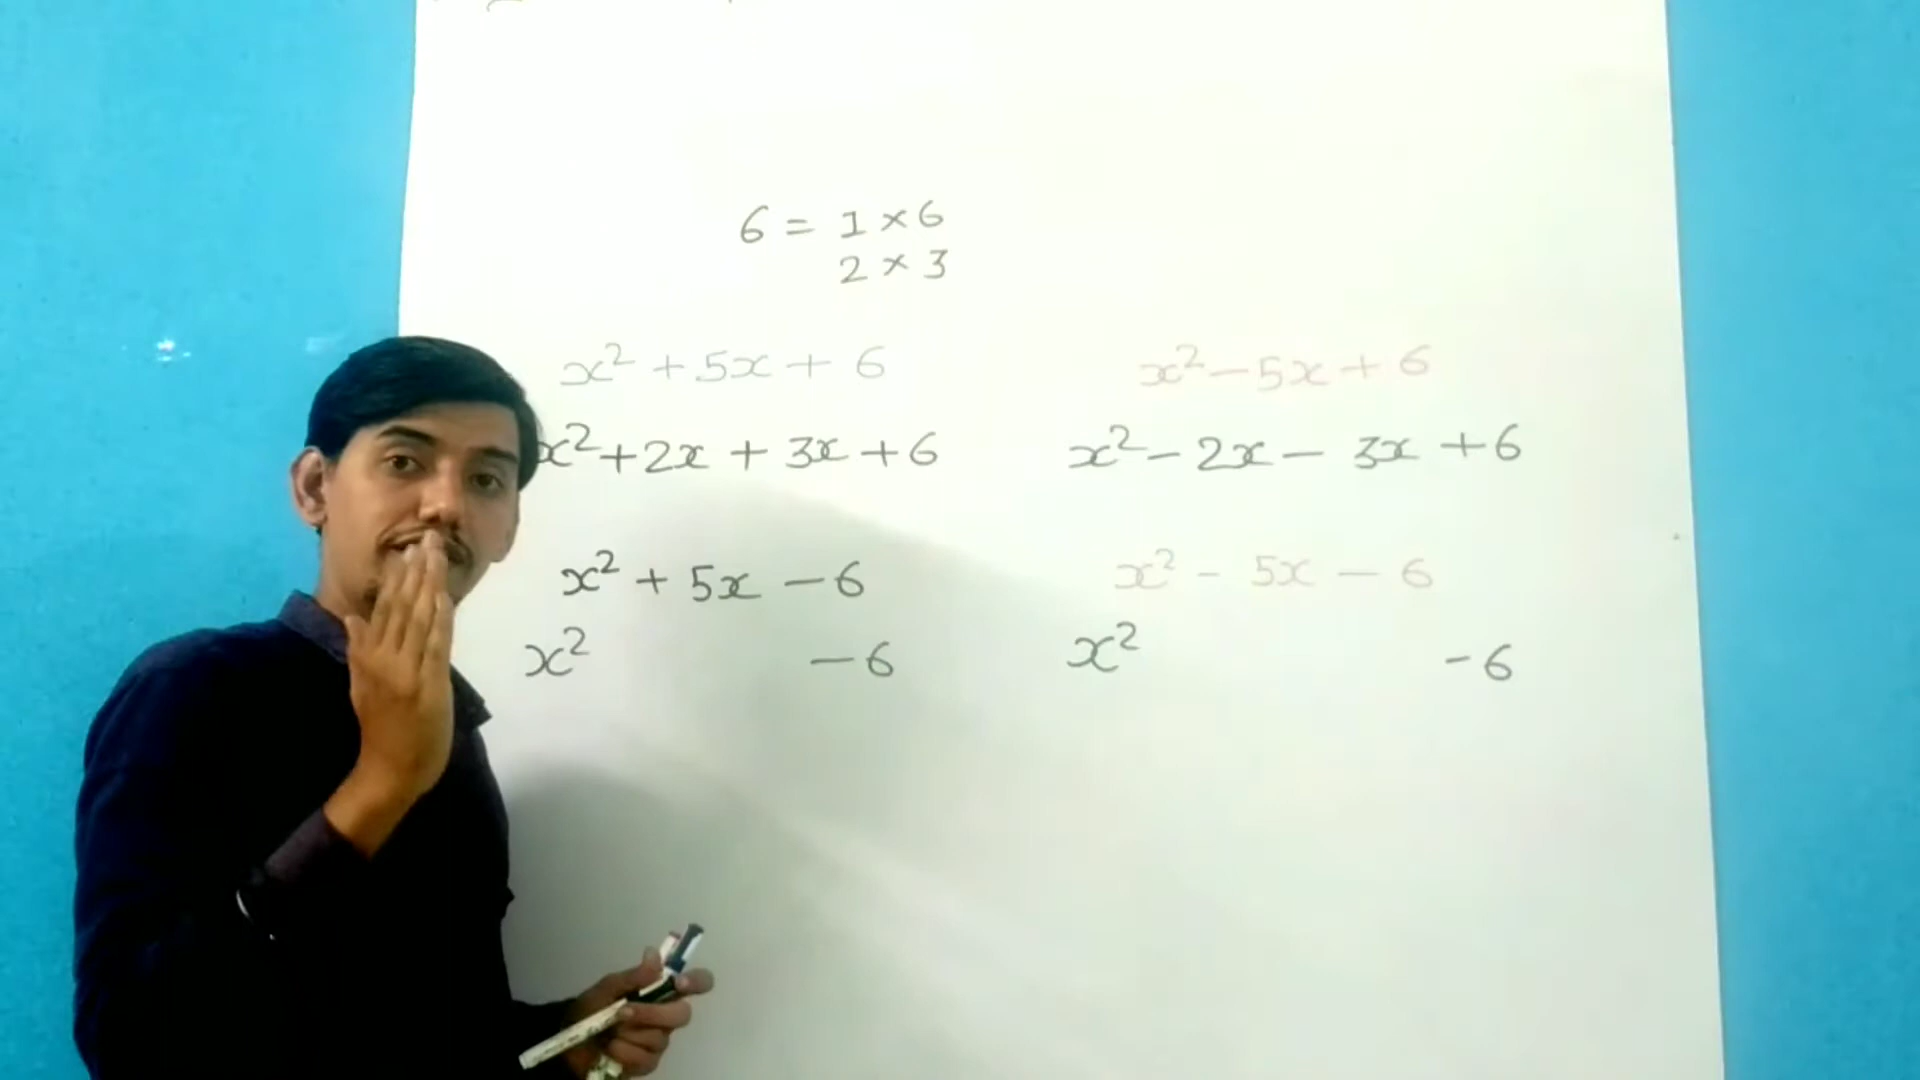 6 = 1 × 6
2 × 3
x² + 5x + 6
x² - 5x + 6
x² + 2x + 3x + 6
x² - 2x - 3x + 6
x² + 5x - 6
x² - 5x - 6
x² - 6
x² - 6